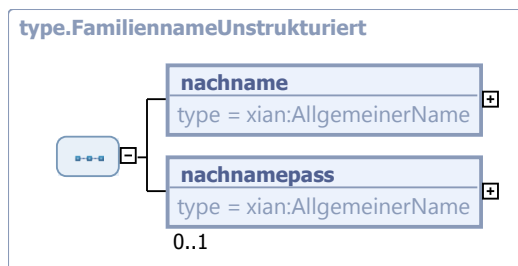 type.FamiliennameUnstrukturiert
nachname
type = xian:AllgemeinerName
nachnamepass
type = xian:AllgemeinerName
0..1